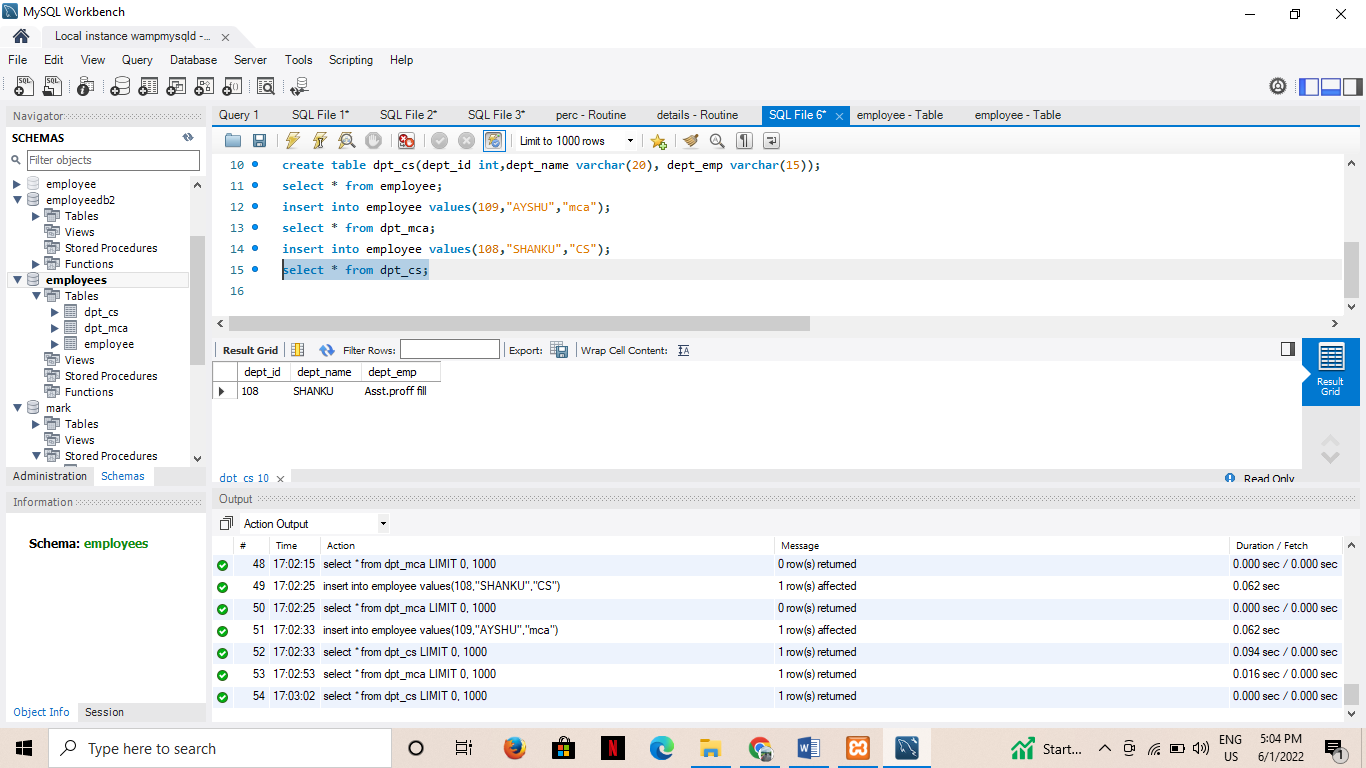 MySQL Workbench
Local instance wampmysqld -...
File Edit View Query Database Server Tools Scripting Help
Navigator
SCHEMAS
Filter objects
employee
employeedb2
Tables
Views
Stored Procedures
Functions
employees
Tables
dpt_cs
dpt_mca
employee
Views
Stored Procedures
Functions
mark
Tables
Views
Stored Procedures
Administration Schemas
Information
Schema: employees
Object Info Session
Query 1 SQL File 1* SQL File 2* SQL File 3* perc - Routine details - Routine SQL File 6* employee - Table employee - Table
Limit to 1000 rows
10 create table dpt_cs(dept_id int,dept_name varchar(20), dept_emp varchar(15));
11 select * from employee;
12 insert into employee values(109,"AYSHU","mca");
13 select * from dpt_mca;
14 insert into employee values(108,"SHANKU","CS");
15 select * from dpt_cs;
16
Result Grid Filter Rows: Export: Wrap Cell Content:
dept_id dept_name dept_emp
108 SHANKU Asst.proff fill
Result Grid
dpt_cs 10 Read Only
Output
Action Output
# Time Action Message Duration / Fetch
48 17:02:15 select * from dpt_mca LIMIT 0, 1000 0 row(s) returned 0.000 sec / 0.000 sec
49 17:02:25 insert into employee values(108,"SHANKU","CS") 1 row(s) affected 0.062 sec
50 17:02:25 select * from dpt_mca LIMIT 0, 1000 0 row(s) returned 0.000 sec / 0.000 sec
51 17:02:33 insert into employee values(109,"AYSHU","mca") 1 row(s) affected 0.062 sec
52 17:02:33 select * from dpt_cs LIMIT 0, 1000 1 row(s) returned 0.094 sec / 0.000 sec
53 17:02:53 select * from dpt_mca LIMIT 0, 1000 1 row(s) returned 0.016 sec / 0.000 sec
54 17:03:02 select * from dpt_cs LIMIT 0, 1000 1 row(s) returned 0.000 sec / 0.000 sec
Type here to search
Start...
ENG
US
5:04 PM
6/1/2022
1